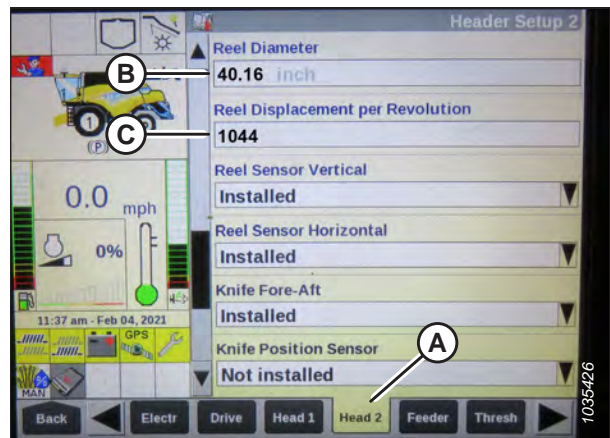 Header Setup 2
Reel Diameter
B
40.16 inch
Reel Displacement per Revolution
C
1044
1
1
(P)
Reel Sensor Vertical
Installed
0.0 mph
Reel Sensor Horizontal
Installed
0%
Knife Fore-Aft
Installed
11:37 am - Feb 04, 2021
GPS
Knife Position Sensor
A
Not installed
MAN
Back
Electr
Drive
Head 1
Head 2
Feeder
Thresh
1035426